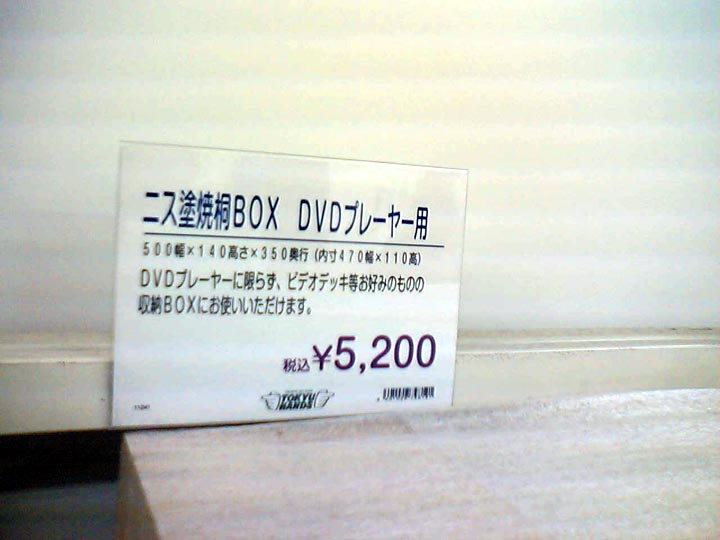 ニス塗焼桐BOX DVDプレーヤー用
500幅×140高さ×350奥行(内寸470幅×110高)
DVDプレーヤーに限らず、ビデオデッキ等お好みのものの
収納BOXにお使いいただけます。
税込¥5,200
TOKYU
HANDS